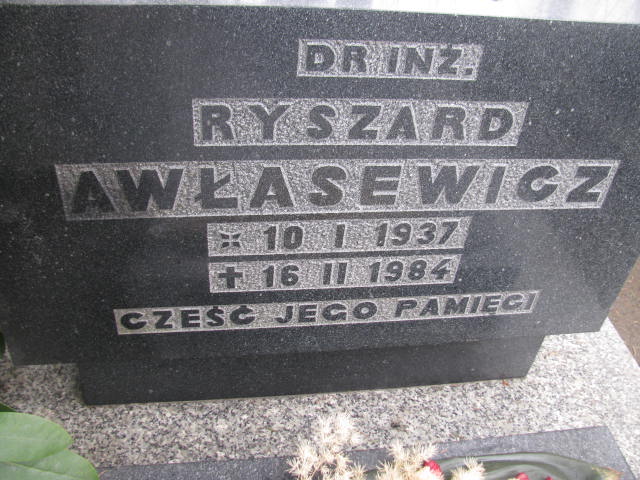 DR INŻ.
RYSZARD
AWŁASEWICZ
¤ 10 I 1937
✝ 16 II 1984
CZEŚĆ JEGO PAMIĘCI